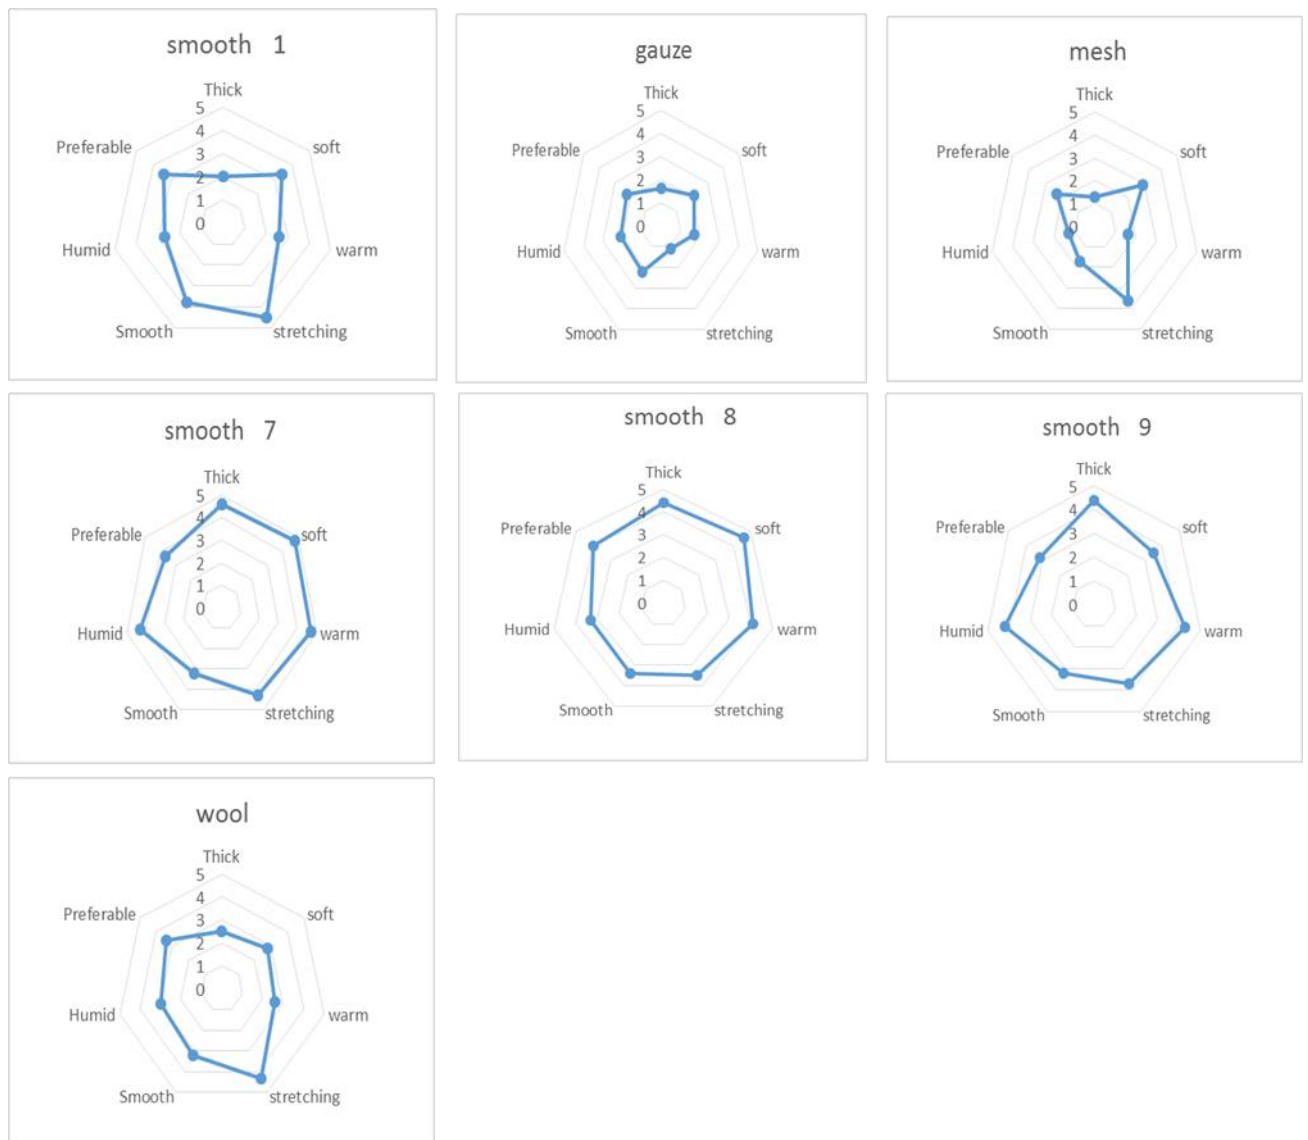 smooth 1
Thick
5
4
3
2
1
0
Preferable
soft
Humid
warm
Smooth
stretching
gauze
Thick
5
4
3
2
1
0
Preferable
soft
Humid
warm
Smooth
stretching
mesh
Thick
5
4
3
2
1
0
Preferable
soft
Humid
warm
Smooth
stretching
smooth 7
Thick
5
4
3
2
1
0
Preferable
soft
Humid
warm
Smooth
stretching
smooth 8
Thick
5
4
3
2
1
0
Preferable
soft
Humid
warm
Smooth
stretching
smooth 9
Thick
5
4
3
2
1
0
Preferable
soft
Humid
warm
Smooth
stretching
wool
Thick
5
4
3
2
1
0
Preferable
soft
Humid
warm
Smooth
stretching